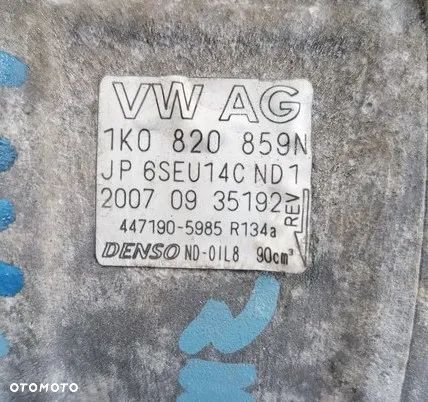 VW AG
1K0 820 859N
JP 6SEU14C ND1
2007 09 35192
REV
447190-5985 R134a
DENSO ND-OIL8 90cm³
OTOMOTO